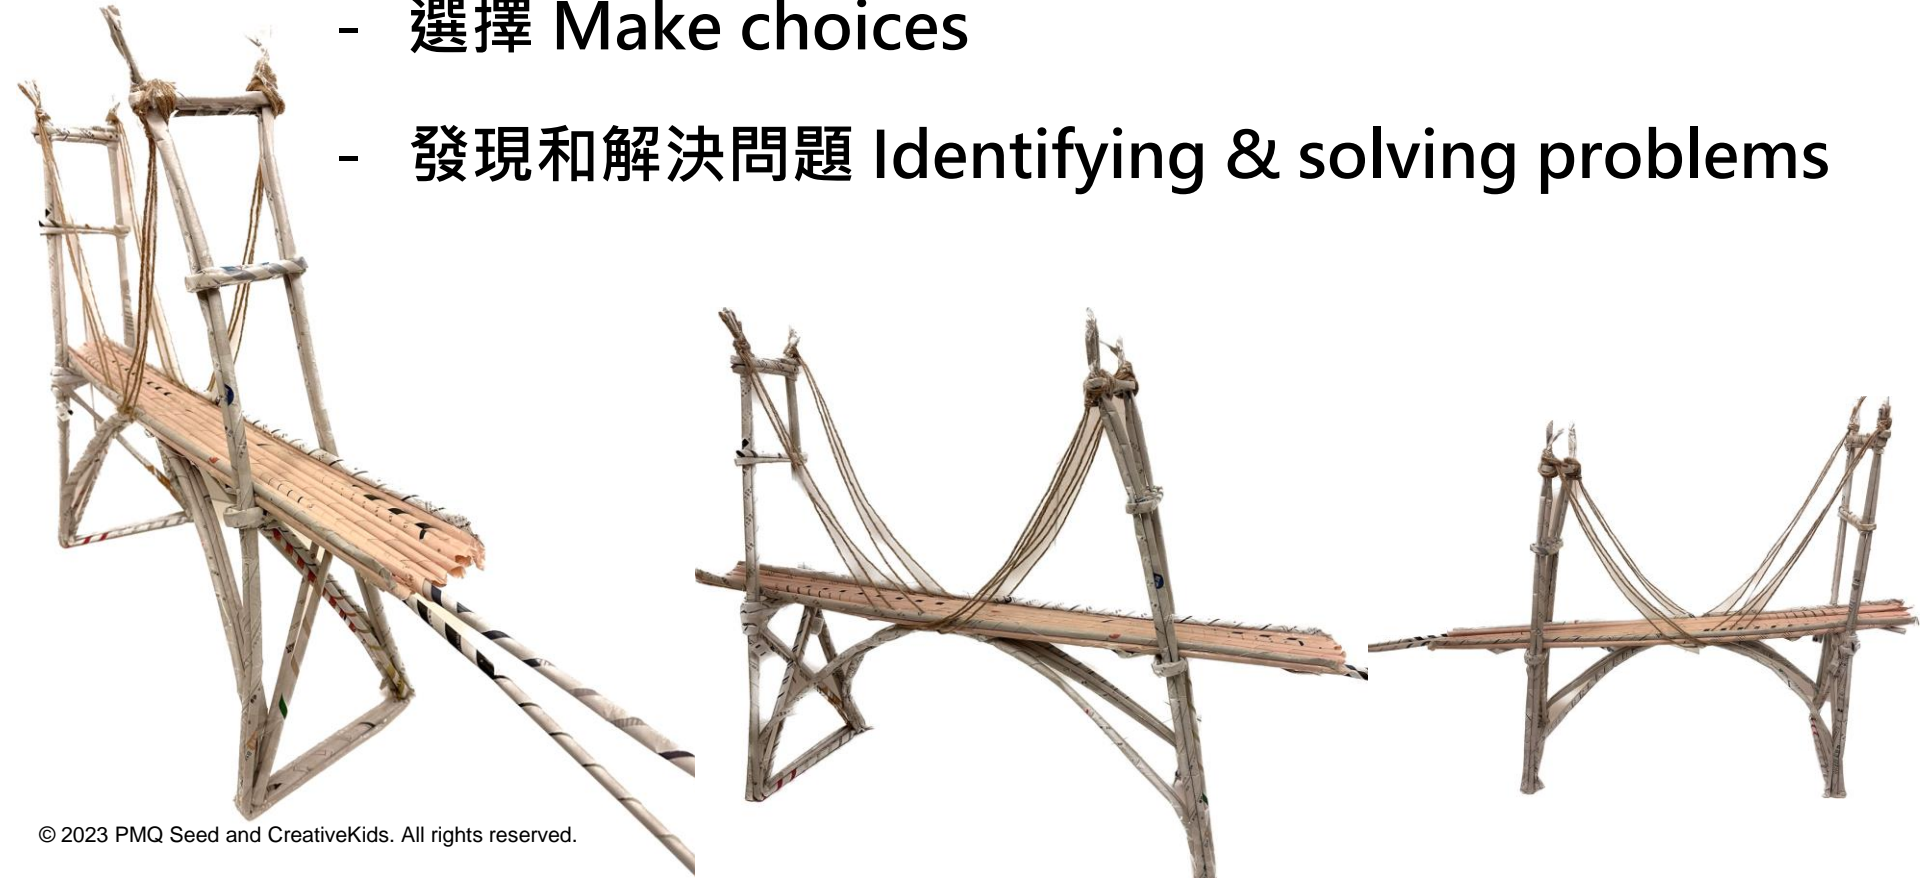 - 選擇 Make choices
- 發現和解決問題 Identifying & solving problems
© 2023 PMQ Seed and CreativeKids. All rights reserved.